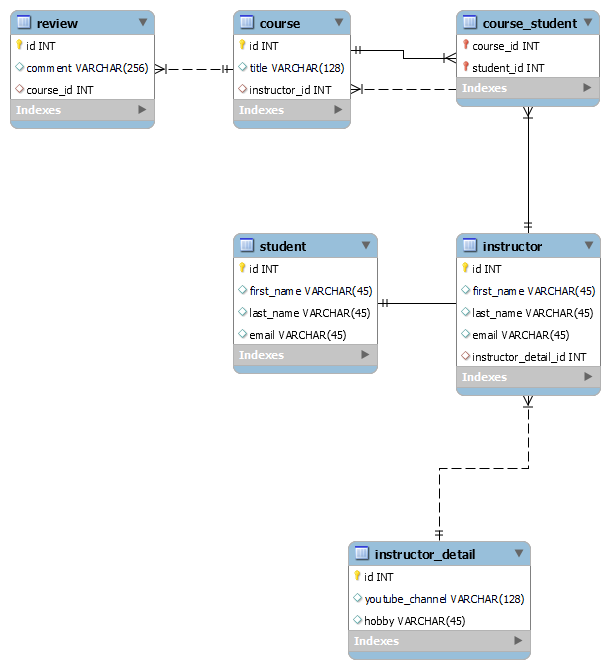 review
id INT
comment VARCHAR(256)
course_id INT
Indexes
course
id INT
title VARCHAR(128)
instructor_id INT
Indexes
course_student
course_id INT
student_id INT
Indexes
student
id INT
first_name VARCHAR(45)
last_name VARCHAR(45)
email VARCHAR(45)
Indexes
instructor
id INT
first_name VARCHAR(45)
last_name VARCHAR(45)
email VARCHAR(45)
instructor_detail_id INT
Indexes
instructor_detail
id INT
youtube_channel VARCHAR(128)
hobby VARCHAR(45)
Indexes